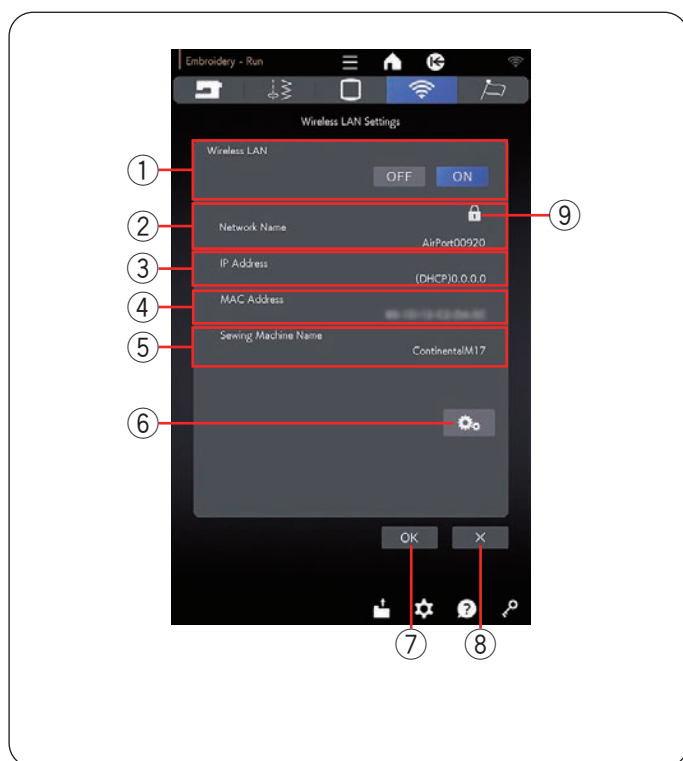 Embroidery - Run
Wireless LAN Settings
Wireless LAN
① OFF ON
⑨
② Network Name
AirPort00920
③ IP Address
(DHCP)0.0.0.0
④ MAC Address
⑤ Sewing Machine Name
ContinentalM17
⑥
OK ×
⑦ ⑧